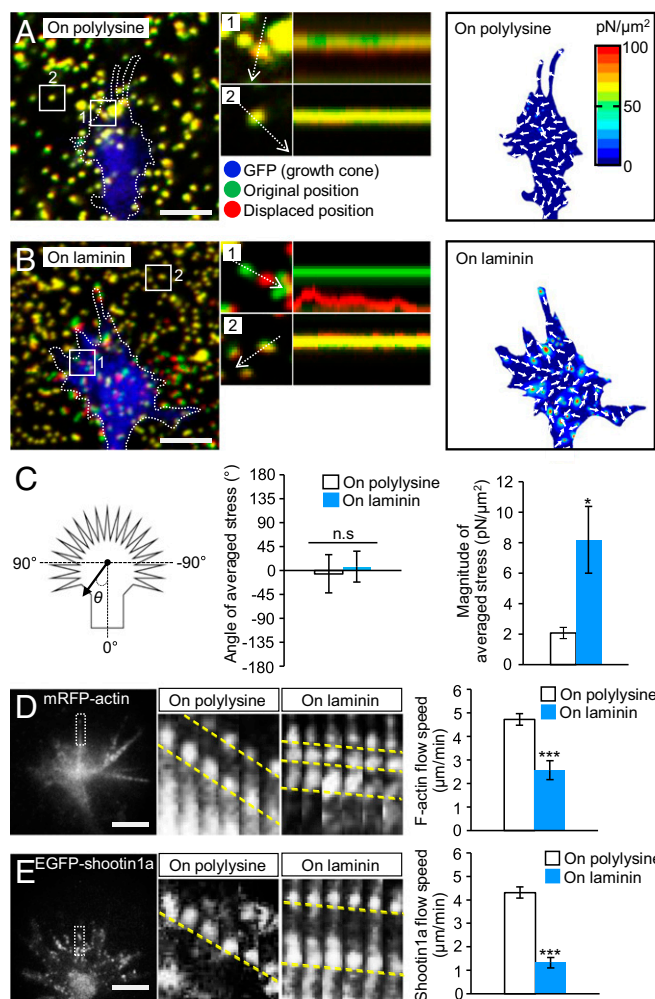 A
On polylysine
1
2
1
2
GFP (growth cone)
Original position
Displaced position
On polylysine
pN/µm²
100
50
0
B
On laminin
1
2
1
2
On laminin
C
90°
-90°
θ
0°
Angle of averaged stress (°)
180
135
90
45
0
-45
-90
-135
-180
On polylysine
On laminin
n.s
Magnitude of
averaged stress (pN/µm²)
12
10
8
6
4
2
0
*
D
mRFP-actin
On polylysine
On laminin
F-actin flow speed
(µm/min)
6
5
4
3
2
1
0
On polylysine
On laminin
***
E
EGFP-shootin1a
On polylysine
On laminin
Shootin1a flow speed
(µm/min)
6
5
4
3
2
1
0
On polylysine
On laminin
***